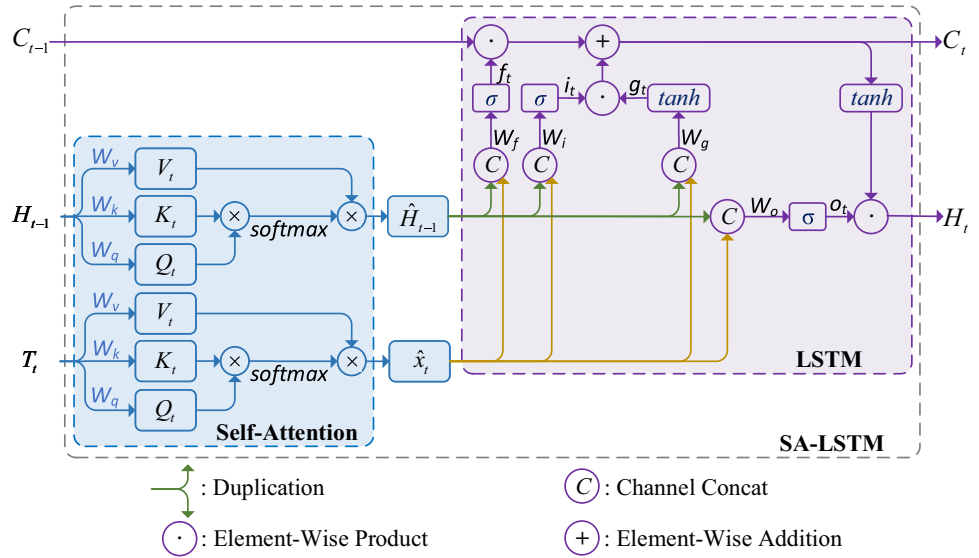 C_{t-1} · + C_t
f_t i_t g_t
σ σ · tanh tanh
W_f W_i W_g
C C C
W_v V_t
H_{t-1} W_k K_t × softmax × Ĥ_{t-1} C W_o σ o_t · H_t
W_q Q_t
W_v V_t
T_t W_k K_t × softmax × x̂_t LSTM
W_q Q_t
Self-Attention SA-LSTM
: Duplication C : Channel Concat
· : Element-Wise Product + : Element-Wise Addition